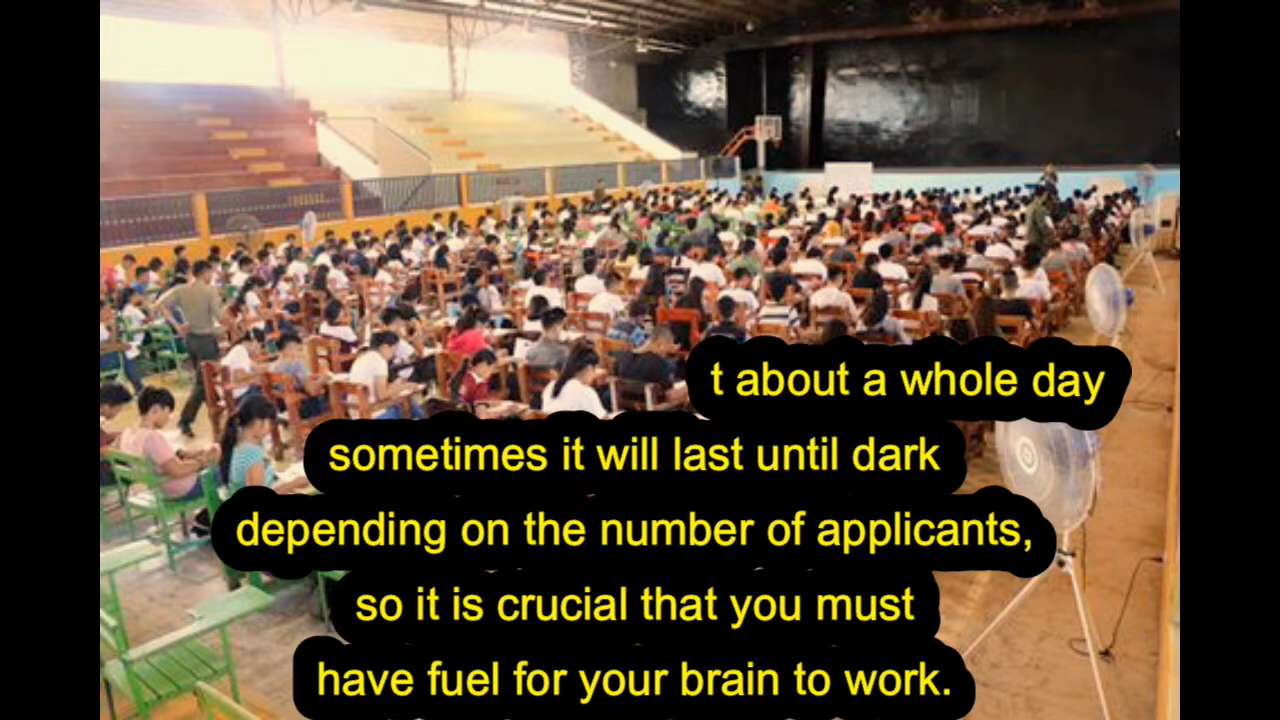 t about a whole day
sometimes it will last until dark
depending on the number of applicants,
so it is crucial that you must
have fuel for your brain to work.